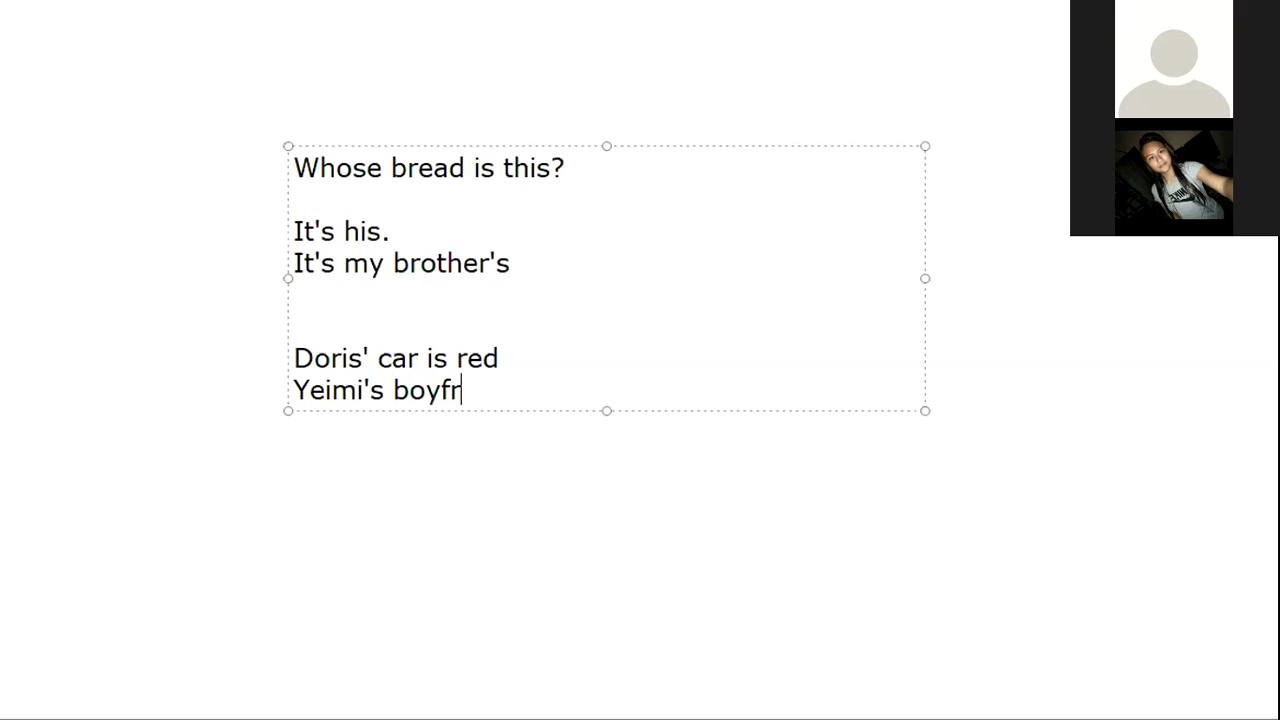 Whose bread is this?
It's his.
It's my brother's
Doris' car is red
Yeimi's boyfr